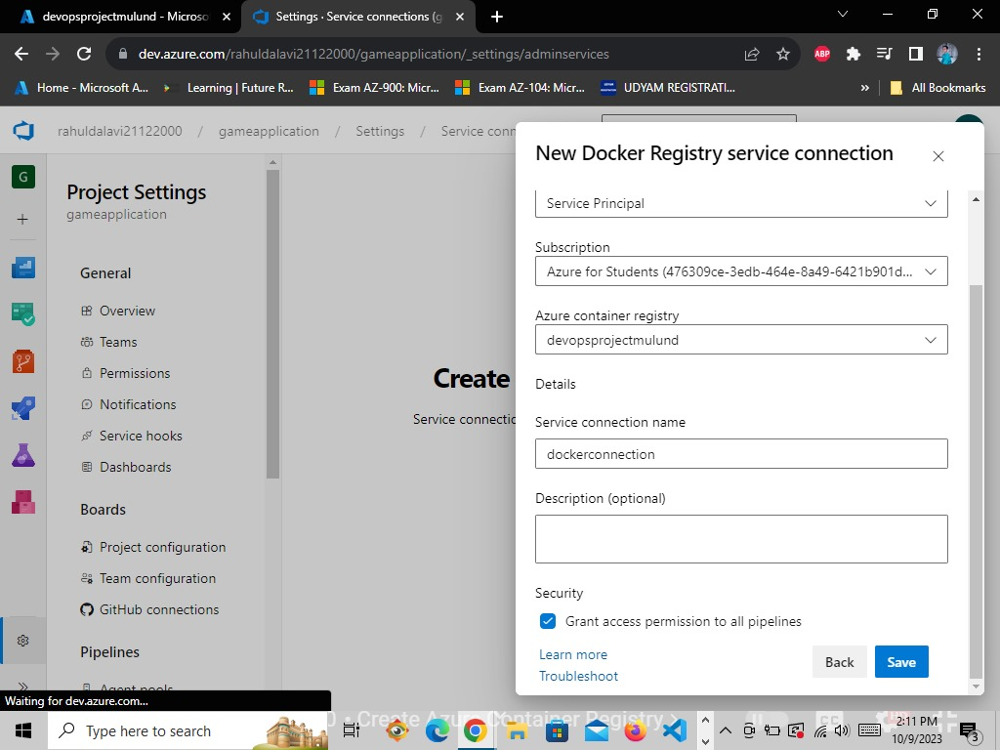 devopsprojectmulund - Microso
Settings · Service connections (g
dev.azure.com/rahuldalavi21122000/gameapplication/_settings/adminservices
ABP
Home - Microsoft A...
Learning | Future R...
Exam AZ-900: Micr...
Exam AZ-104: Micr...
UDYAM REGISTRATI...
»
All Bookmarks
rahuldalavi21122000 / gameapplication / Settings / Service conn
G
Project Settings
gameapplication
General
Overview
Teams
Permissions
Notifications
Service hooks
Dashboards
Boards
Project configuration
Team configuration
GitHub connections
Pipelines
Agent pools
Create
Service connectio
New Docker Registry service connection
Service Principal
Subscription
Azure for Students (476309ce-3edb-464e-8a49-6421b901d...
Azure container registry
devopsprojectmulund
Details
Service connection name
dockerconnection
Description (optional)
Security
Grant access permission to all pipelines
Learn more
Troubleshoot
Back
Save
Waiting for dev.azure.com...
Type here to search
0 • Create Azure Container Registry
2:11 PM
10/9/2023
3